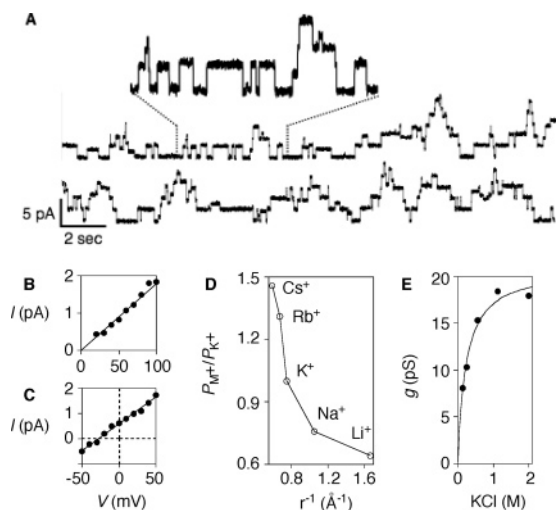 A
5 pA
2 sec
B
I (pA)
2
1
0
0
50
100
C
I (pA)
2
1
0
-50
0
50
V (mV)
D
P_M+/P_K+
1.5
1.2
0.9
0.6
Cs⁺
Rb⁺
K⁺
Na⁺
Li⁺
0.8
1.2
1.6
r⁻¹ (Å⁻¹)
E
g (pS)
20
15
10
5
0
0
1
2
KCl (M)